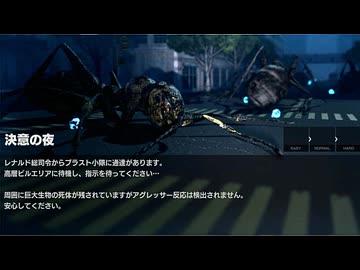 決意の夜
EASY NORMAL HARD
レナルド総司令からブラスト小隊に通達があります。
高層ビルエリアに待機し、指示を待ってください…
周囲に巨大生物の死体が残されていますがアグレッサー反応は検出されません。
安心してください。